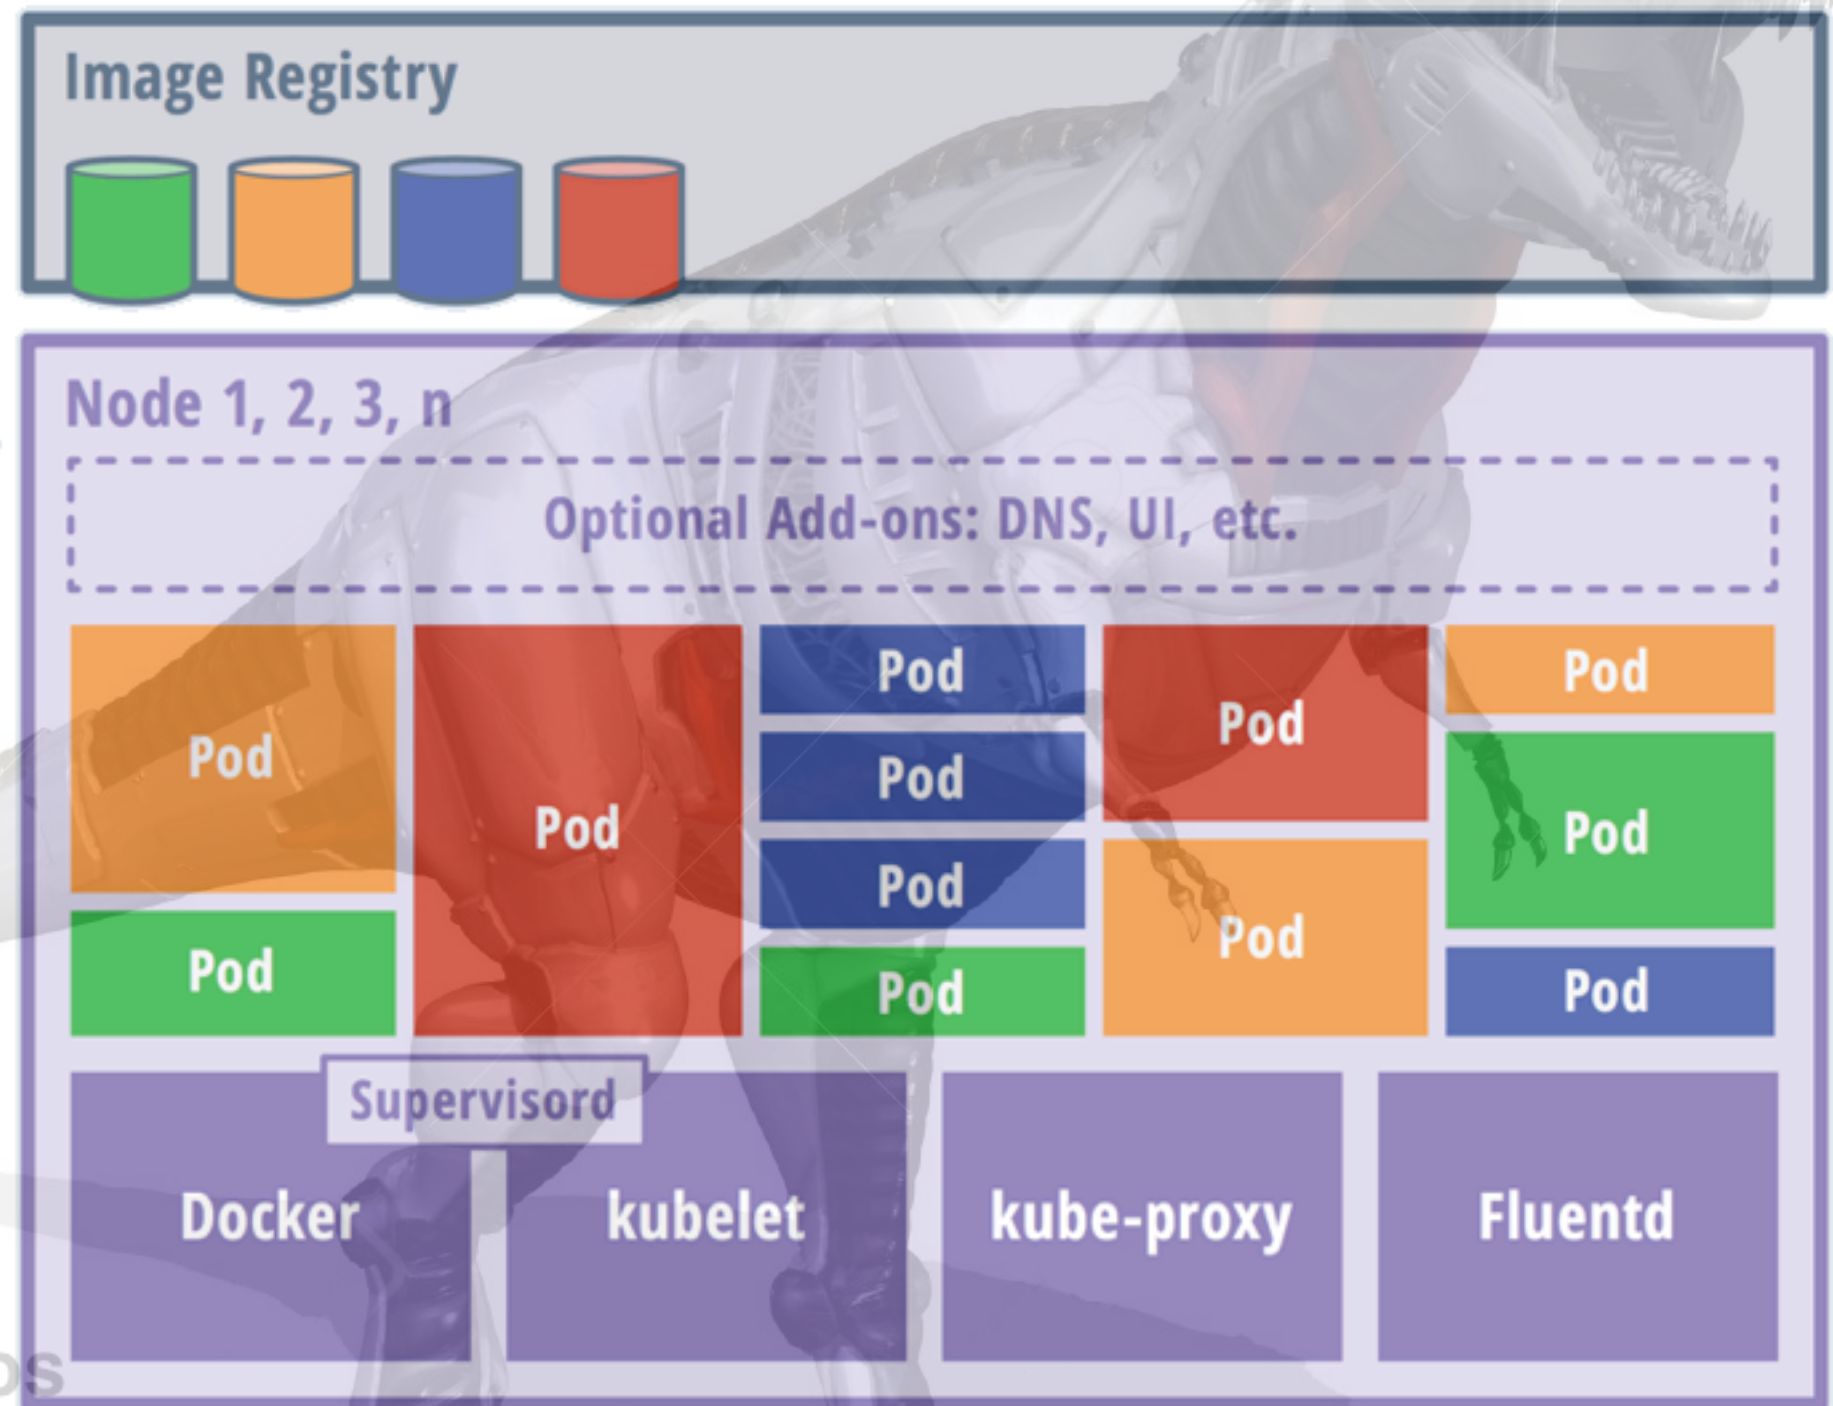 Image Registry
Node 1, 2, 3, n
Optional Add-ons: DNS, UI, etc.
Pod
Pod
Pod
Pod
Pod
Pod
Pod
Pod
Pod
Pod
Pod
Pod
Supervisord
Docker
kubelet
kube-proxy
Fluentd
os